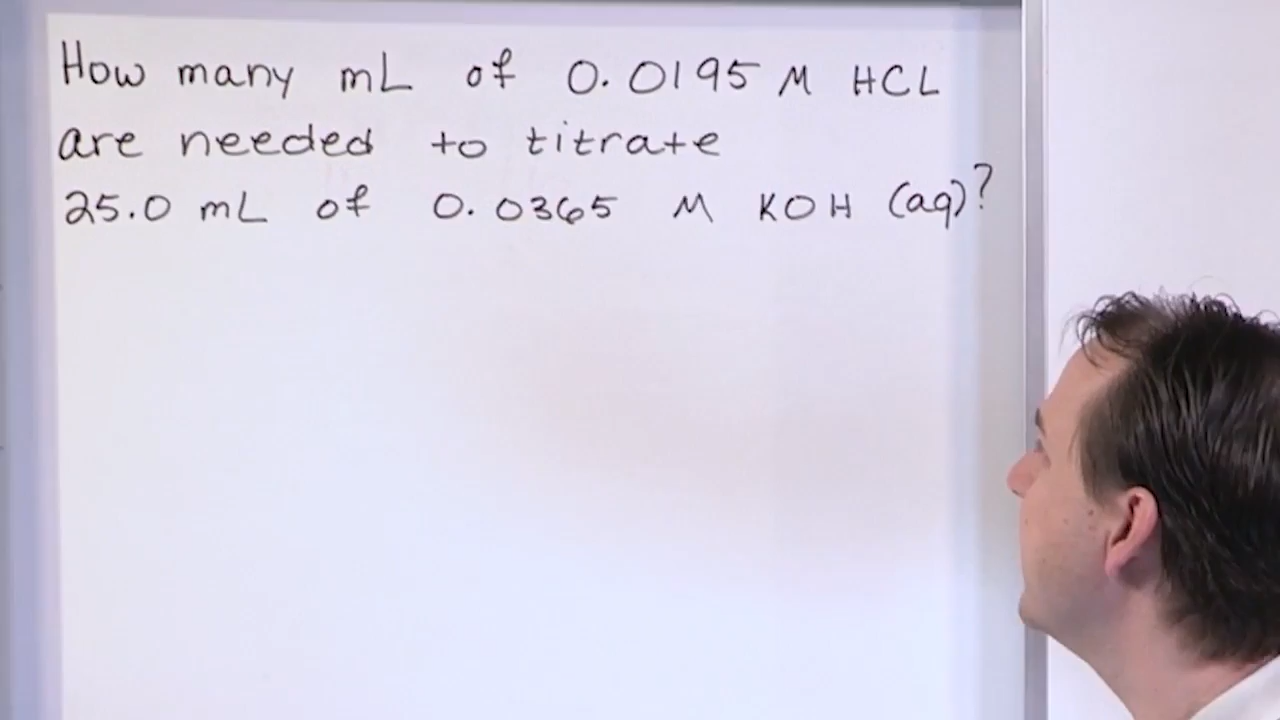 How many mL of 0.0195 M HCL
are needed to titrate
25.0 mL of 0.0365 M KOH (aq)?